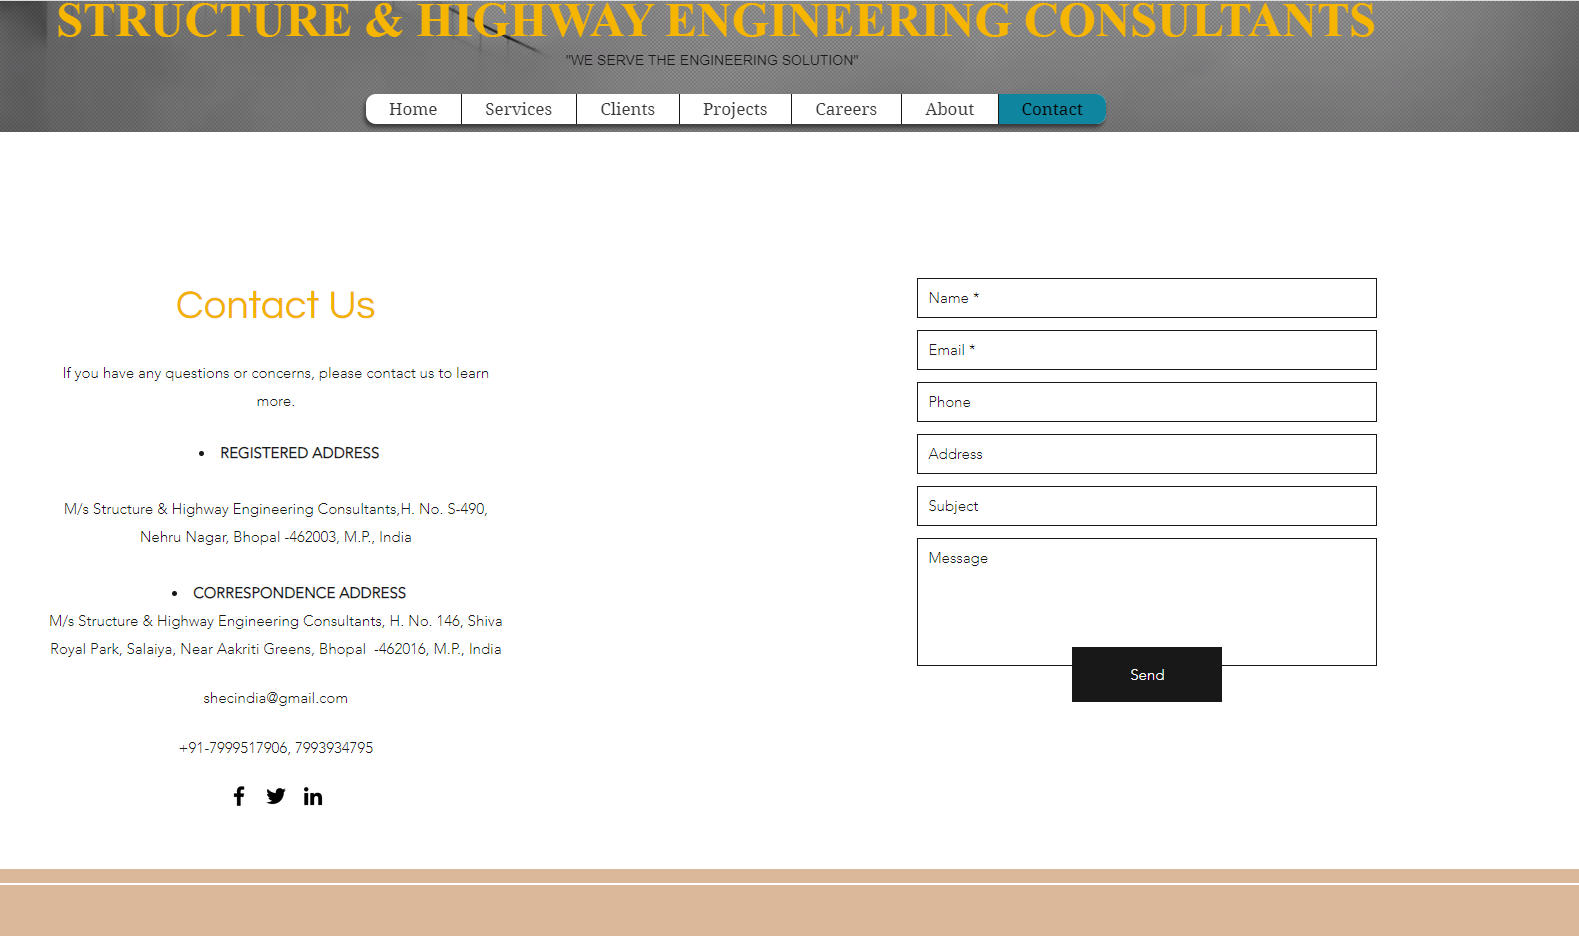 STRUCTURE & HIGHWAY ENGINEERING CONSULTANTS
"WE SERVE THE ENGINEERING SOLUTION"
Home Services Clients Projects Careers About Contact
Contact Us
If you have any questions or concerns, please contact us to learn
more.
• REGISTERED ADDRESS
M/s Structure & Highway Engineering Consultants,H. No. S-490,
Nehru Nagar, Bhopal -462003, M.P., India
• CORRESPONDENCE ADDRESS
M/s Structure & Highway Engineering Consultants, H. No. 146, Shiva
Royal Park, Salaiya, Near Aakriti Greens, Bhopal  -462016, M.P., India
shecindia@gmail.com
+91-7999517906, 7993934795
Name *
Email *
Phone
Address
Subject
Message
Send